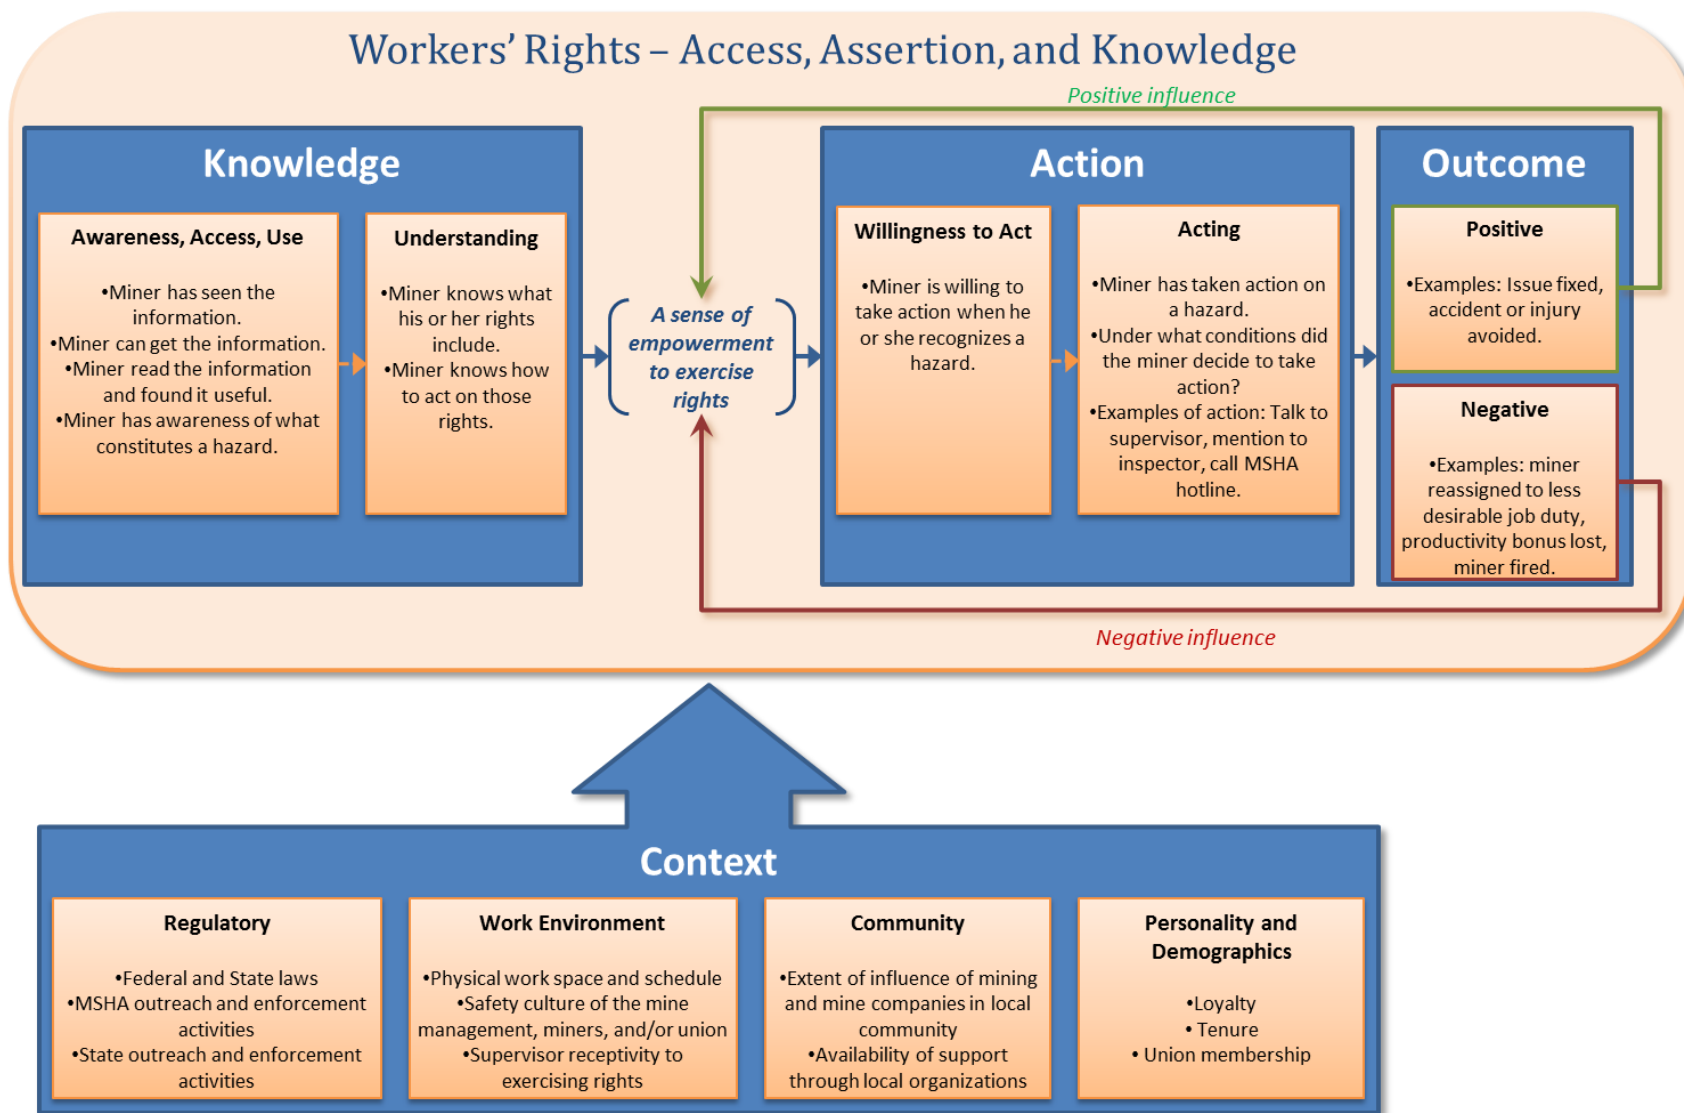 Workers' Rights – Access, Assertion, and Knowledge
Positive influence
Knowledge
Awareness, Access, Use
•Miner has seen the
information.
•Miner can get the information.
•Miner read the information
and found it useful.
•Miner has awareness of what
constitutes a hazard.
Understanding
•Miner knows what
his or her rights
include.
•Miner knows how
to act on those
rights.
A sense of
empowerment
to exercise
rights
Action
Willingness to Act
•Miner is willing to
take action when he
or she recognizes a
hazard.
Acting
•Miner has taken action on
a hazard.
•Under what conditions did
the miner decide to take
action?
•Examples of action: Talk to
supervisor, mention to
inspector, call MSHA
hotline.
Outcome
Positive
•Examples: Issue fixed,
accident or injury
avoided.
Negative
•Examples: miner
reassigned to less
desirable job duty,
productivity bonus lost,
miner fired.
Negative influence
Context
Regulatory
•Federal and State laws
•MSHA outreach and enforcement
activities
•State outreach and enforcement
activities
Work Environment
•Physical work space and schedule
•Safety culture of the mine
management, miners, and/or union
•Supervisor receptivity to
exercising rights
Community
•Extent of influence of mining
and mine companies in local
community
•Availability of support
through local organizations
Personality and
Demographics
•Loyalty
• Tenure
• Union membership